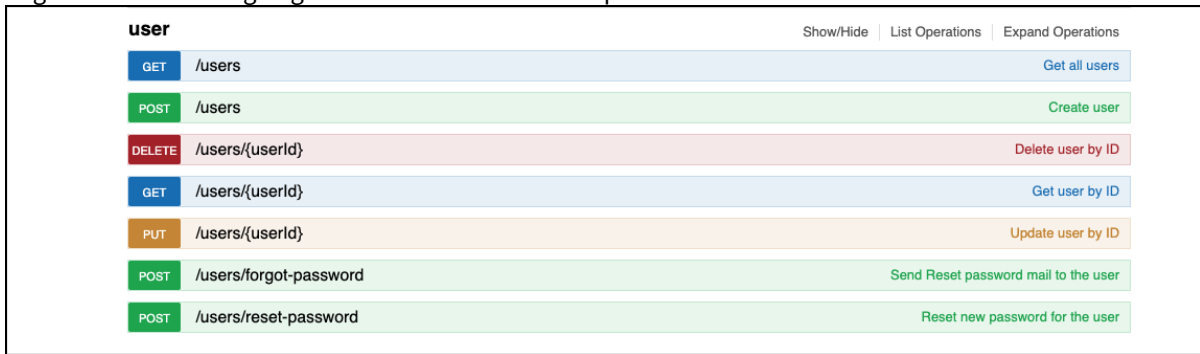 user Show/Hide List Operations Expand Operations
GET /users Get all users
POST /users Create user
DELETE /users/{userId} Delete user by ID
GET /users/{userId} Get user by ID
PUT /users/{userId} Update user by ID
POST /users/forgot-password Send Reset password mail to the user
POST /users/reset-password Reset new password for the user